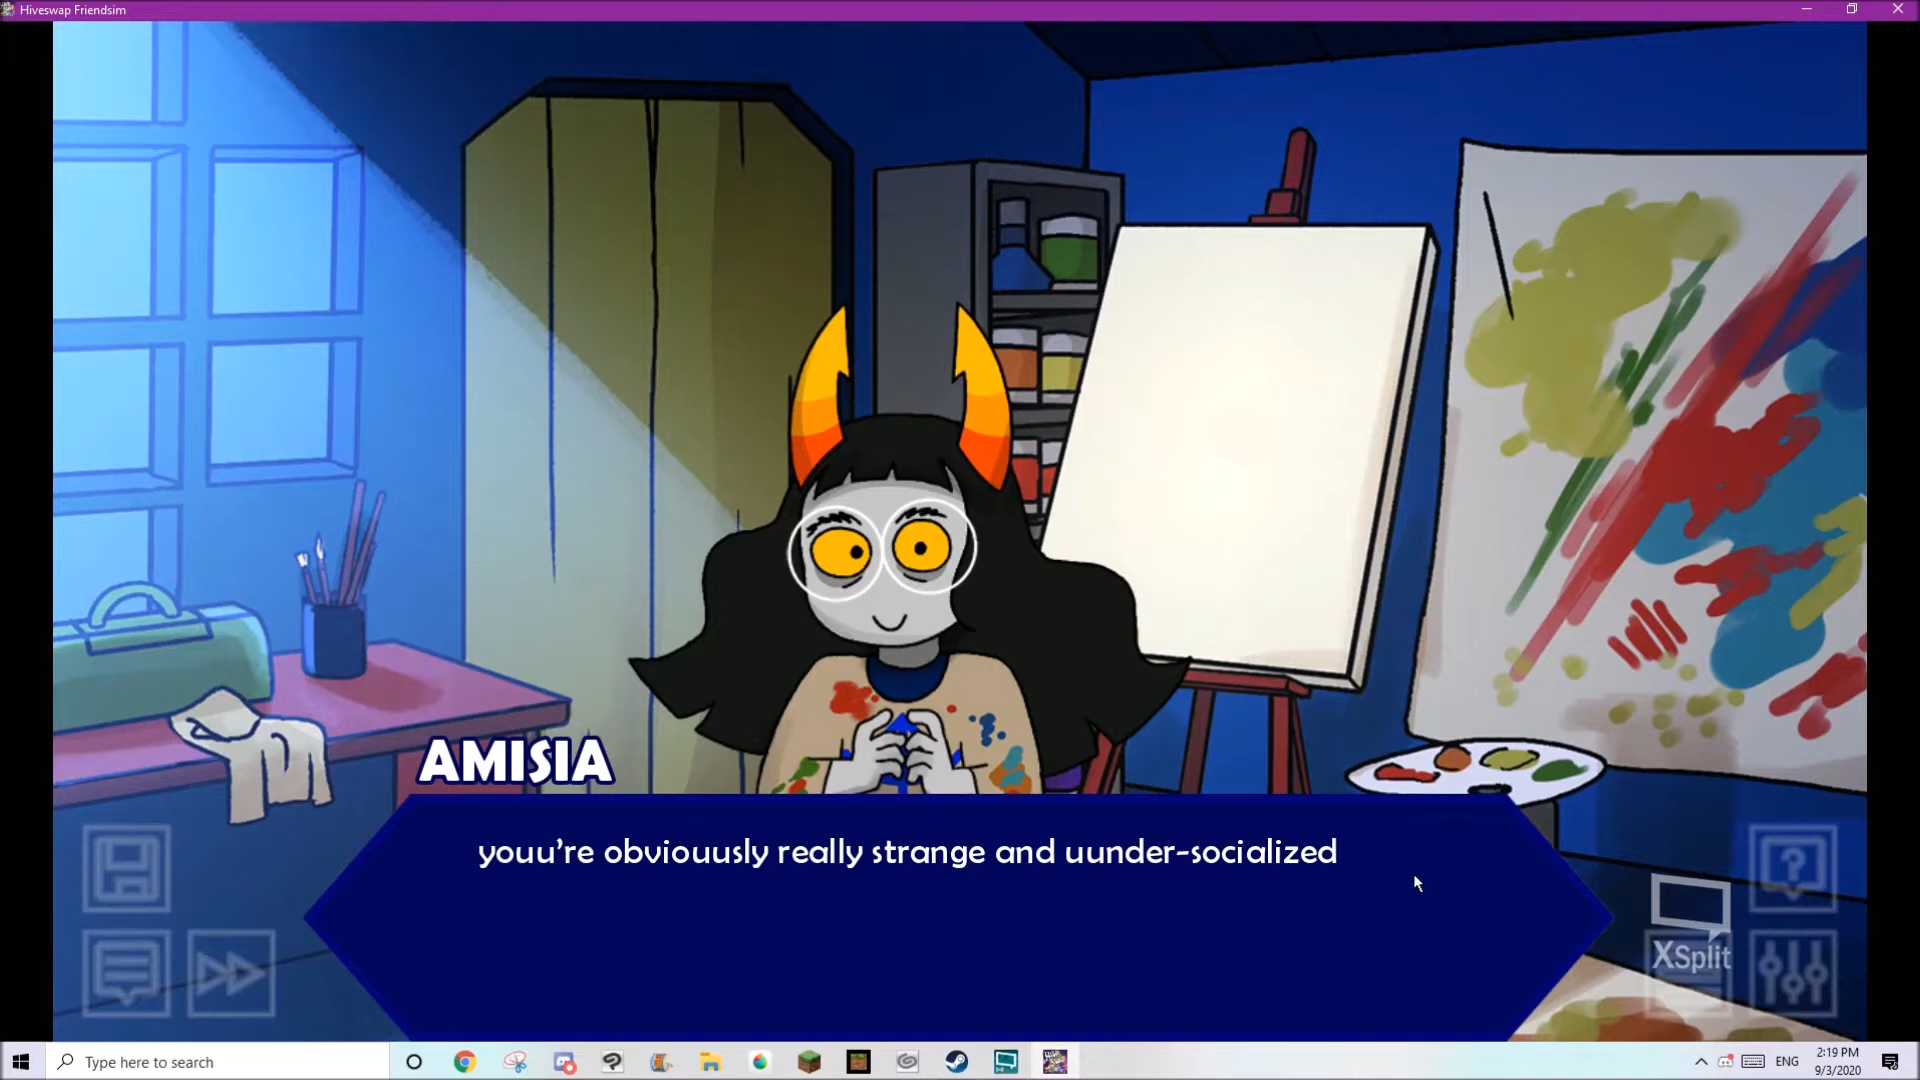 Hiveswap Friendsim
AMISIA
youu're obviouusly really strange and uunder-socialized
XSplit
Type here to search
ENG
2:19 PM
9/3/2020